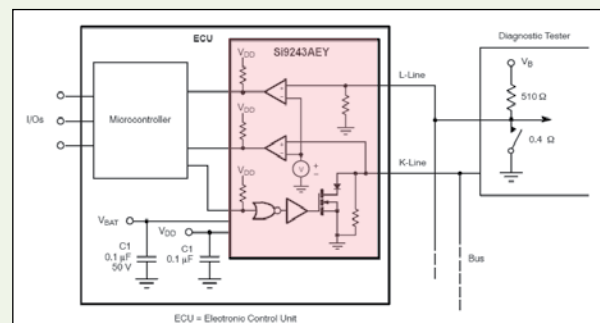 ECU
Si9243AEY
Diagnostic Tester
VDD
VB
L-Line
510 Ω
I/Os
Microcontroller
VDD
0.4 Ω
K-Line
V
VDD
VBAT
VDD
C1
0.1 µF
50 V
C1
0.1 µF
Bus
ECU = Electronic Control Unit